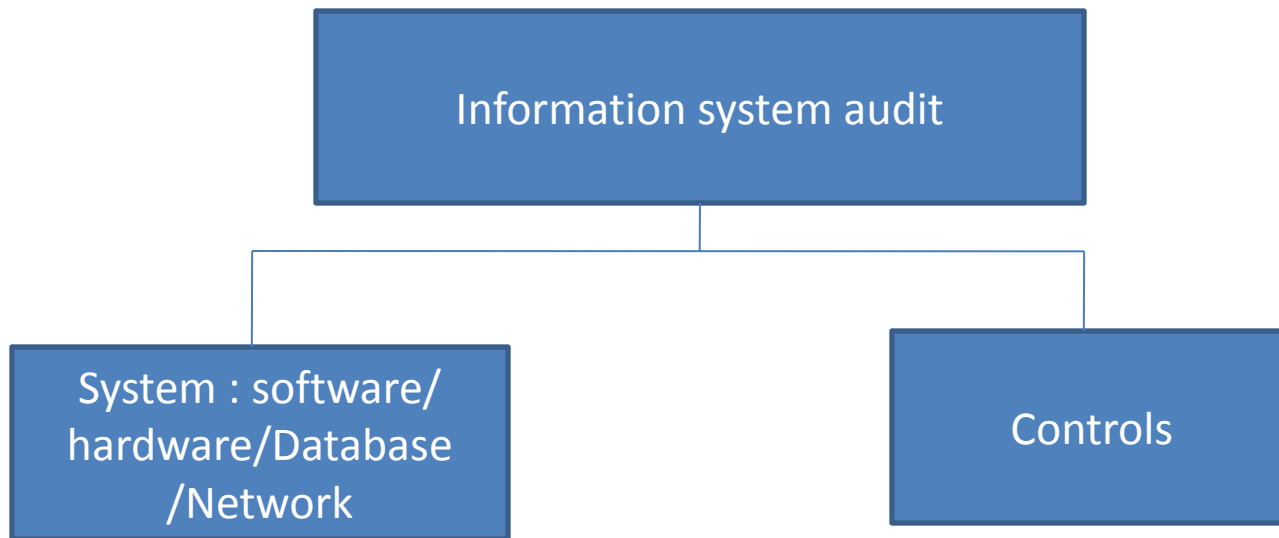 Information system audit
System : software/
hardware/Database
/Network
Controls